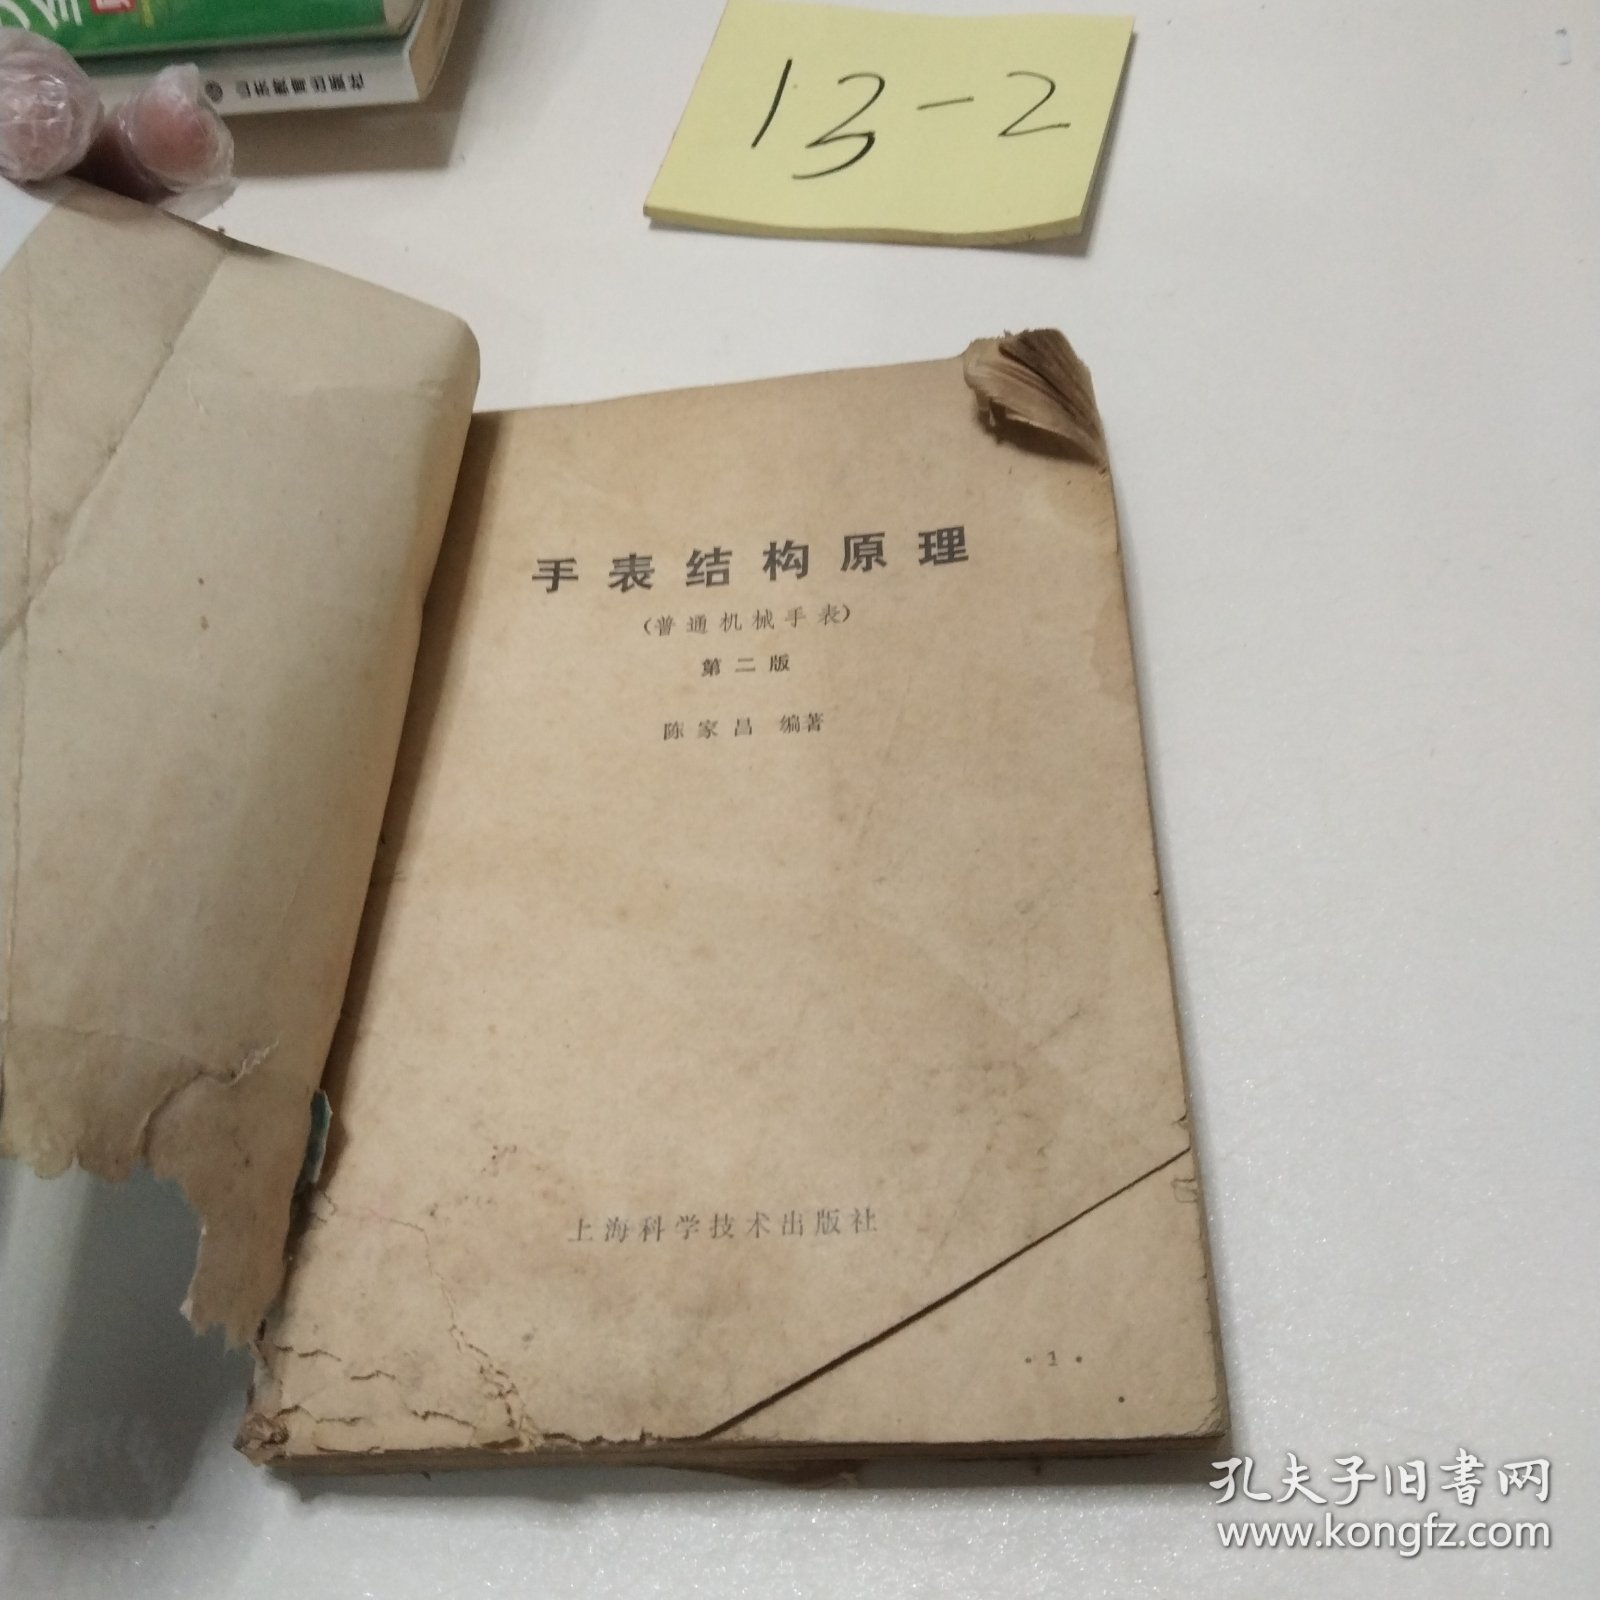 13-2
手表结构原理
(普通机械手表)
第二版
陈家昌 编著
上海科学技术出版社
·1·
孔夫子旧书网
www.kongfz.com